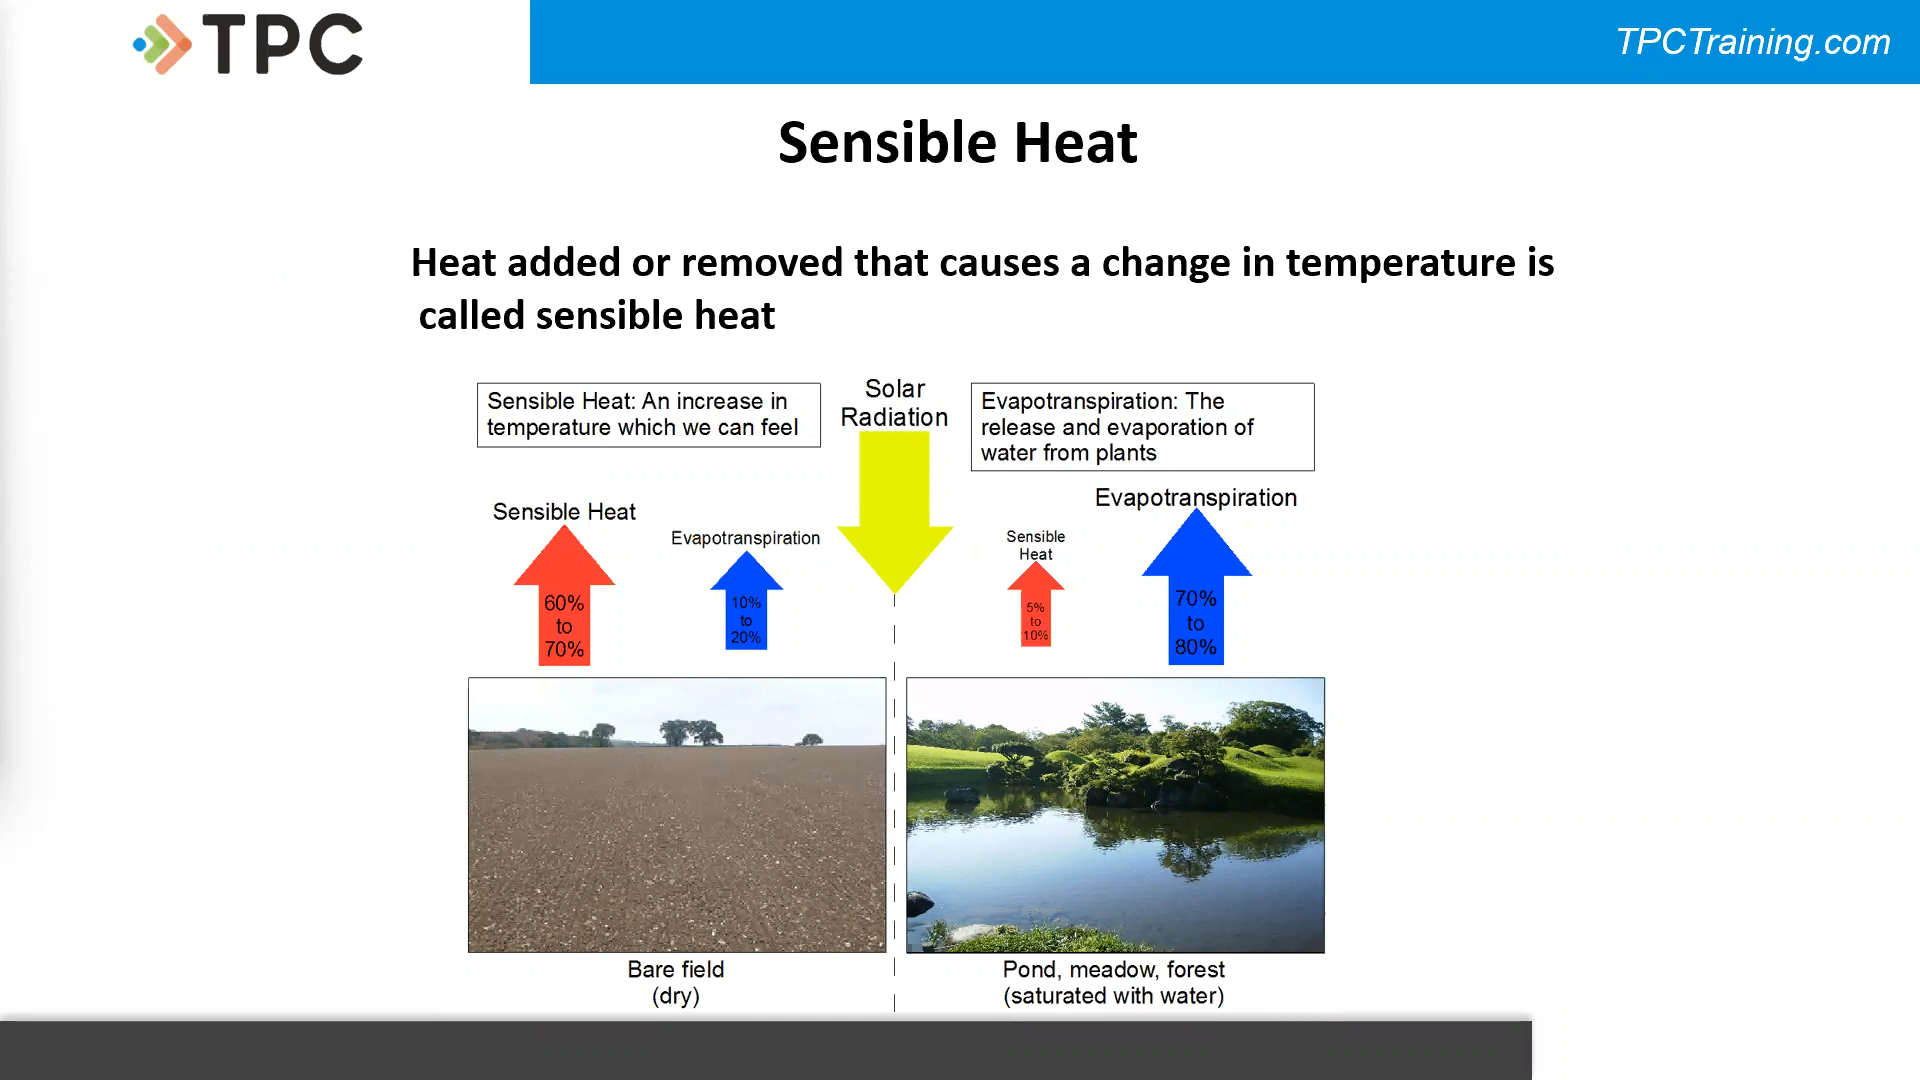 TPC
TPCTraining.com
Sensible Heat
Heat added or removed that causes a change in temperature is
called sensible heat
Sensible Heat: An increase in
temperature which we can feel
Solar
Radiation
Evapotranspiration: The
release and evaporation of
water from plants
Sensible Heat
60%
to
70%
Evapotranspiration
10%
to
20%
Sensible
Heat
5%
to
10%
Evapotranspiration
70%
to
80%
Bare field
(dry)
Pond, meadow, forest
(saturated with water)